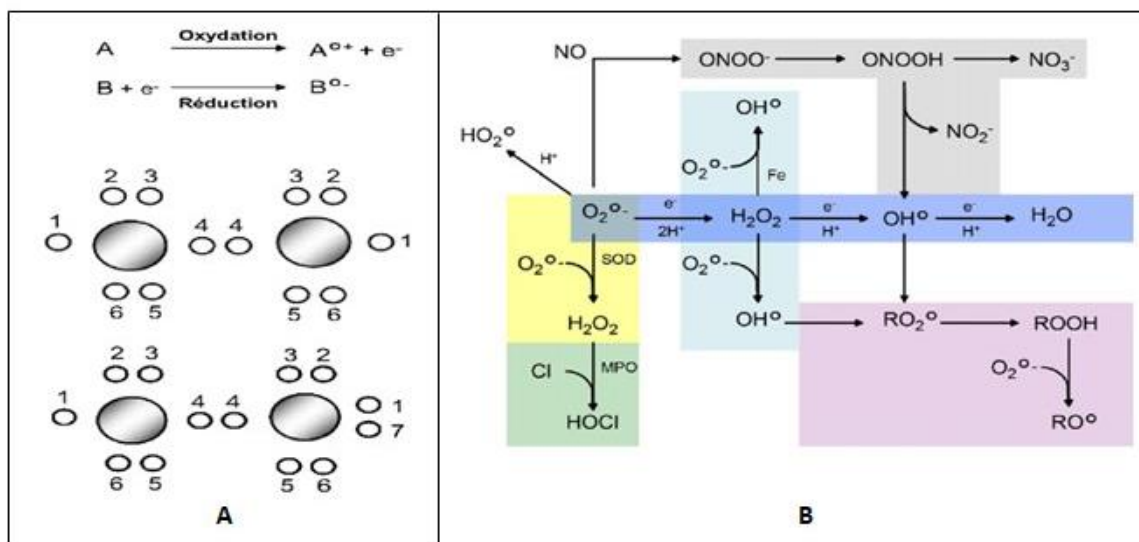 A Oxydation A°⁺ + e⁻
B + e⁻ Réduction B°⁻
2 3 3 2
1 4 4 1
6 5 5 6
2 3 3 2
1 4 4 1
7
6 5 5 6
A
NO ONOO⁻ ONOOH NO₃⁻
OH° NO₂⁻
HO₂° H⁺ O₂°⁻ Fe
O₂°⁻ e⁻ 2H⁺ H₂O₂ e⁻ H⁺ OH° e⁻ H⁺ H₂O
O₂°⁻ SOD O₂°⁻
H₂O₂ OH° RO₂° ROOH
Cl MPO O₂°⁻
HOCl RO°
B